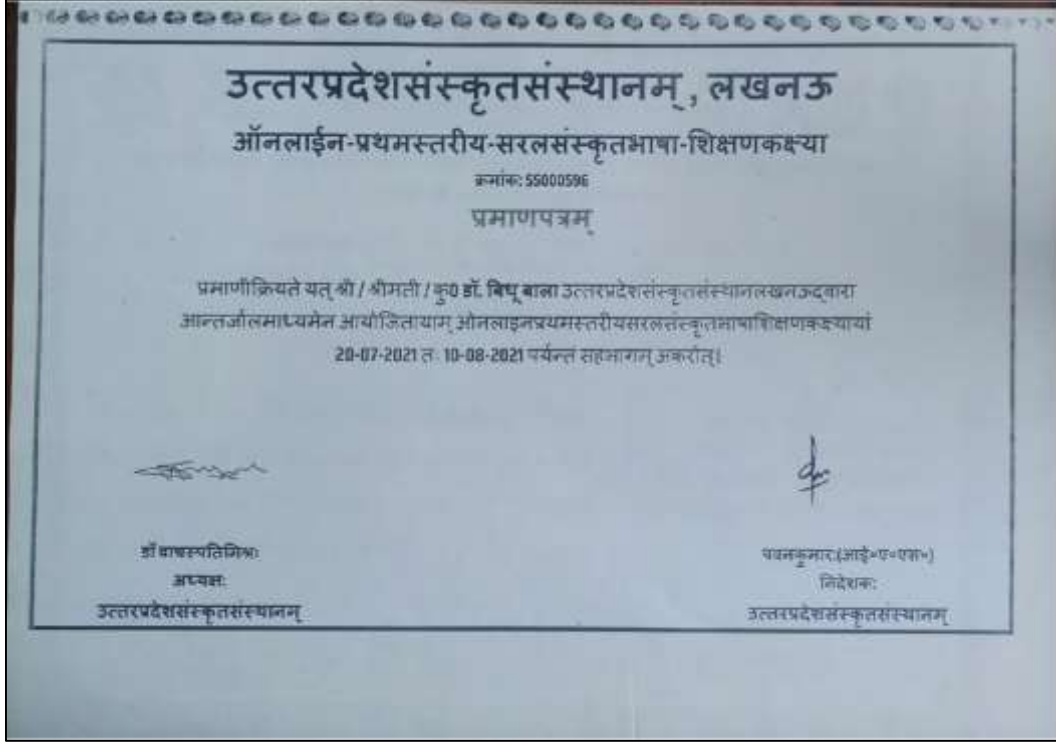 उत्तरप्रदेशसंस्कृतसंस्थानम् , लखनऊ
ऑनलाईन-प्रथमस्तरीय-सरलसंस्कृतभाषा-शिक्षणकक्ष्या
क्रमांक: 55000596
प्रमाणपत्रम्
प्रमाणीक्रियते यत् श्री / श्रीमती / कु0 डॉ. बिधू बाला उत्तरप्रदेशसंस्कृतसंस्थानलखनऊद्वारा
आन्तर्जालमाध्यमेन आयोजितायाम् ओनलाइनप्रथमस्तरीयसरलसंस्कृतभाषाशिक्षणकक्ष्यायां
20-07-2021 त: 10-08-2021 पर्यन्तं सहभागम् अकरोत्।
डॉ वाचस्पतिमिश्र:
पवनकुमार:(आई०ए०एस०)
अध्यक्ष:
निदेशक:
उत्तरप्रदेशसंस्कृतसंस्थानम्
उत्तरप्रदेशसंस्कृतसंस्थानम्